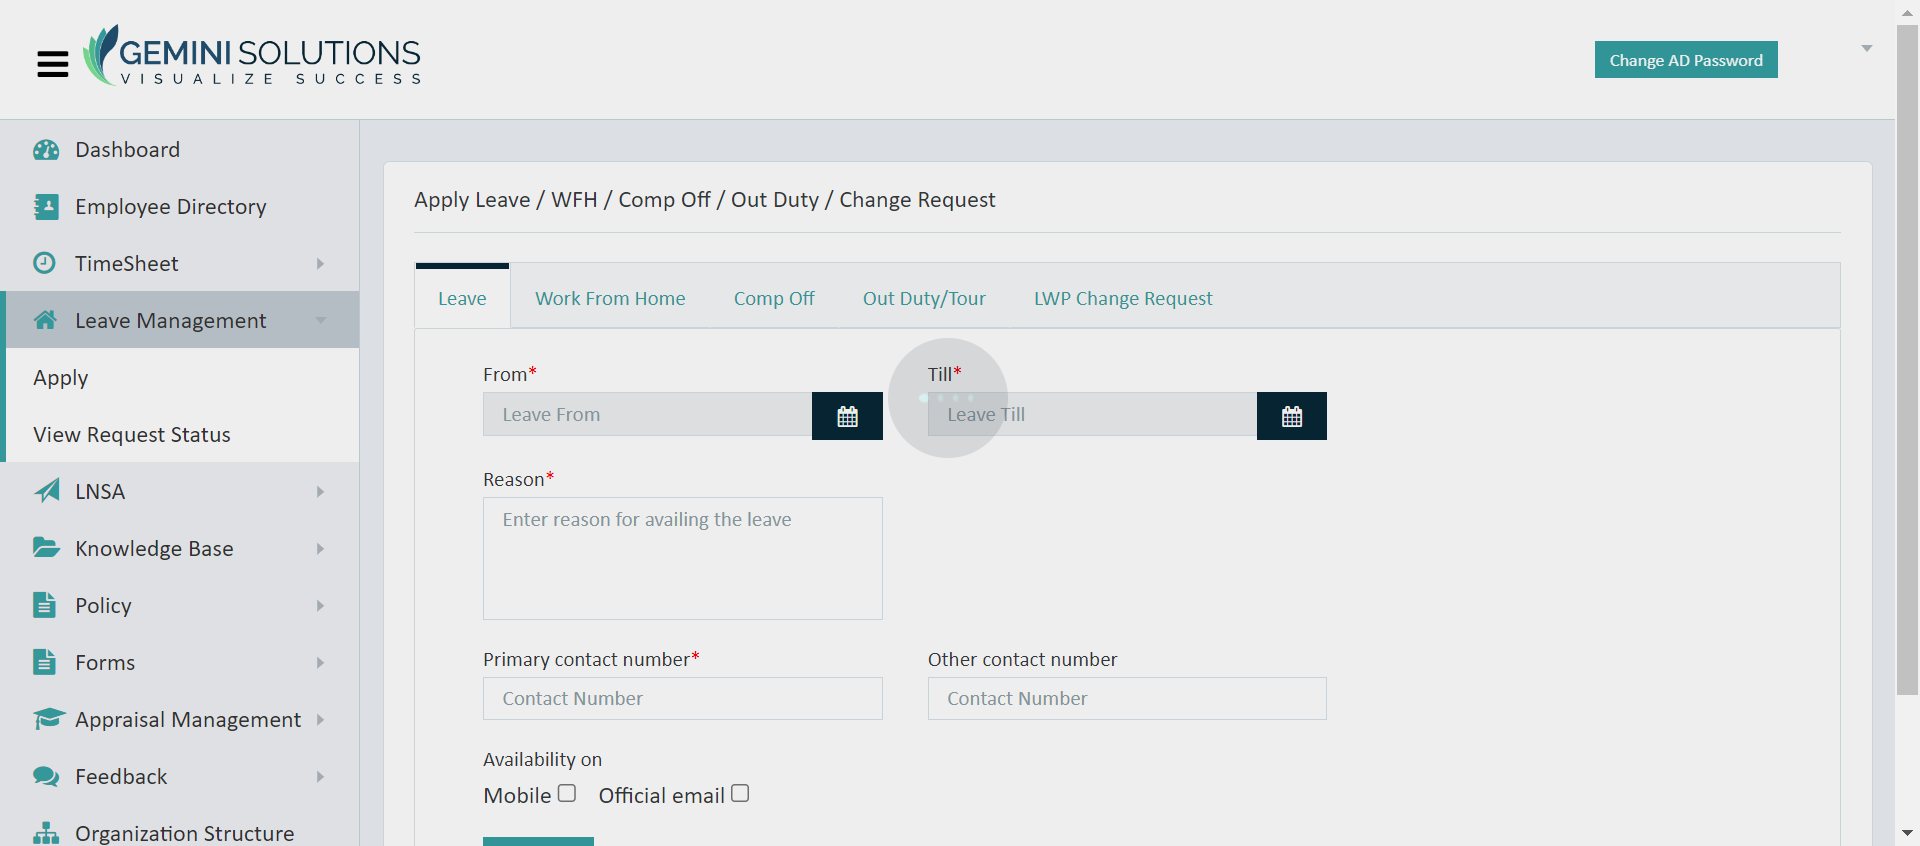 GEMINI SOLUTIONS
VISUALIZE SUCCESS
Change AD Password
Dashboard
Employee Directory
TimeSheet
Leave Management
Apply
View Request Status
LNSA
Knowledge Base
Policy
Forms
Appraisal Management
Feedback
Organization Structure
Apply Leave / WFH / Comp Off / Out Duty / Change Request
Leave Work From Home Comp Off Out Duty/Tour LWP Change Request
From* Till*
Leave From Leave Till
Reason*
Enter reason for availing the leave
Primary contact number* Other contact number
Contact Number Contact Number
Availability on
Mobile Official email